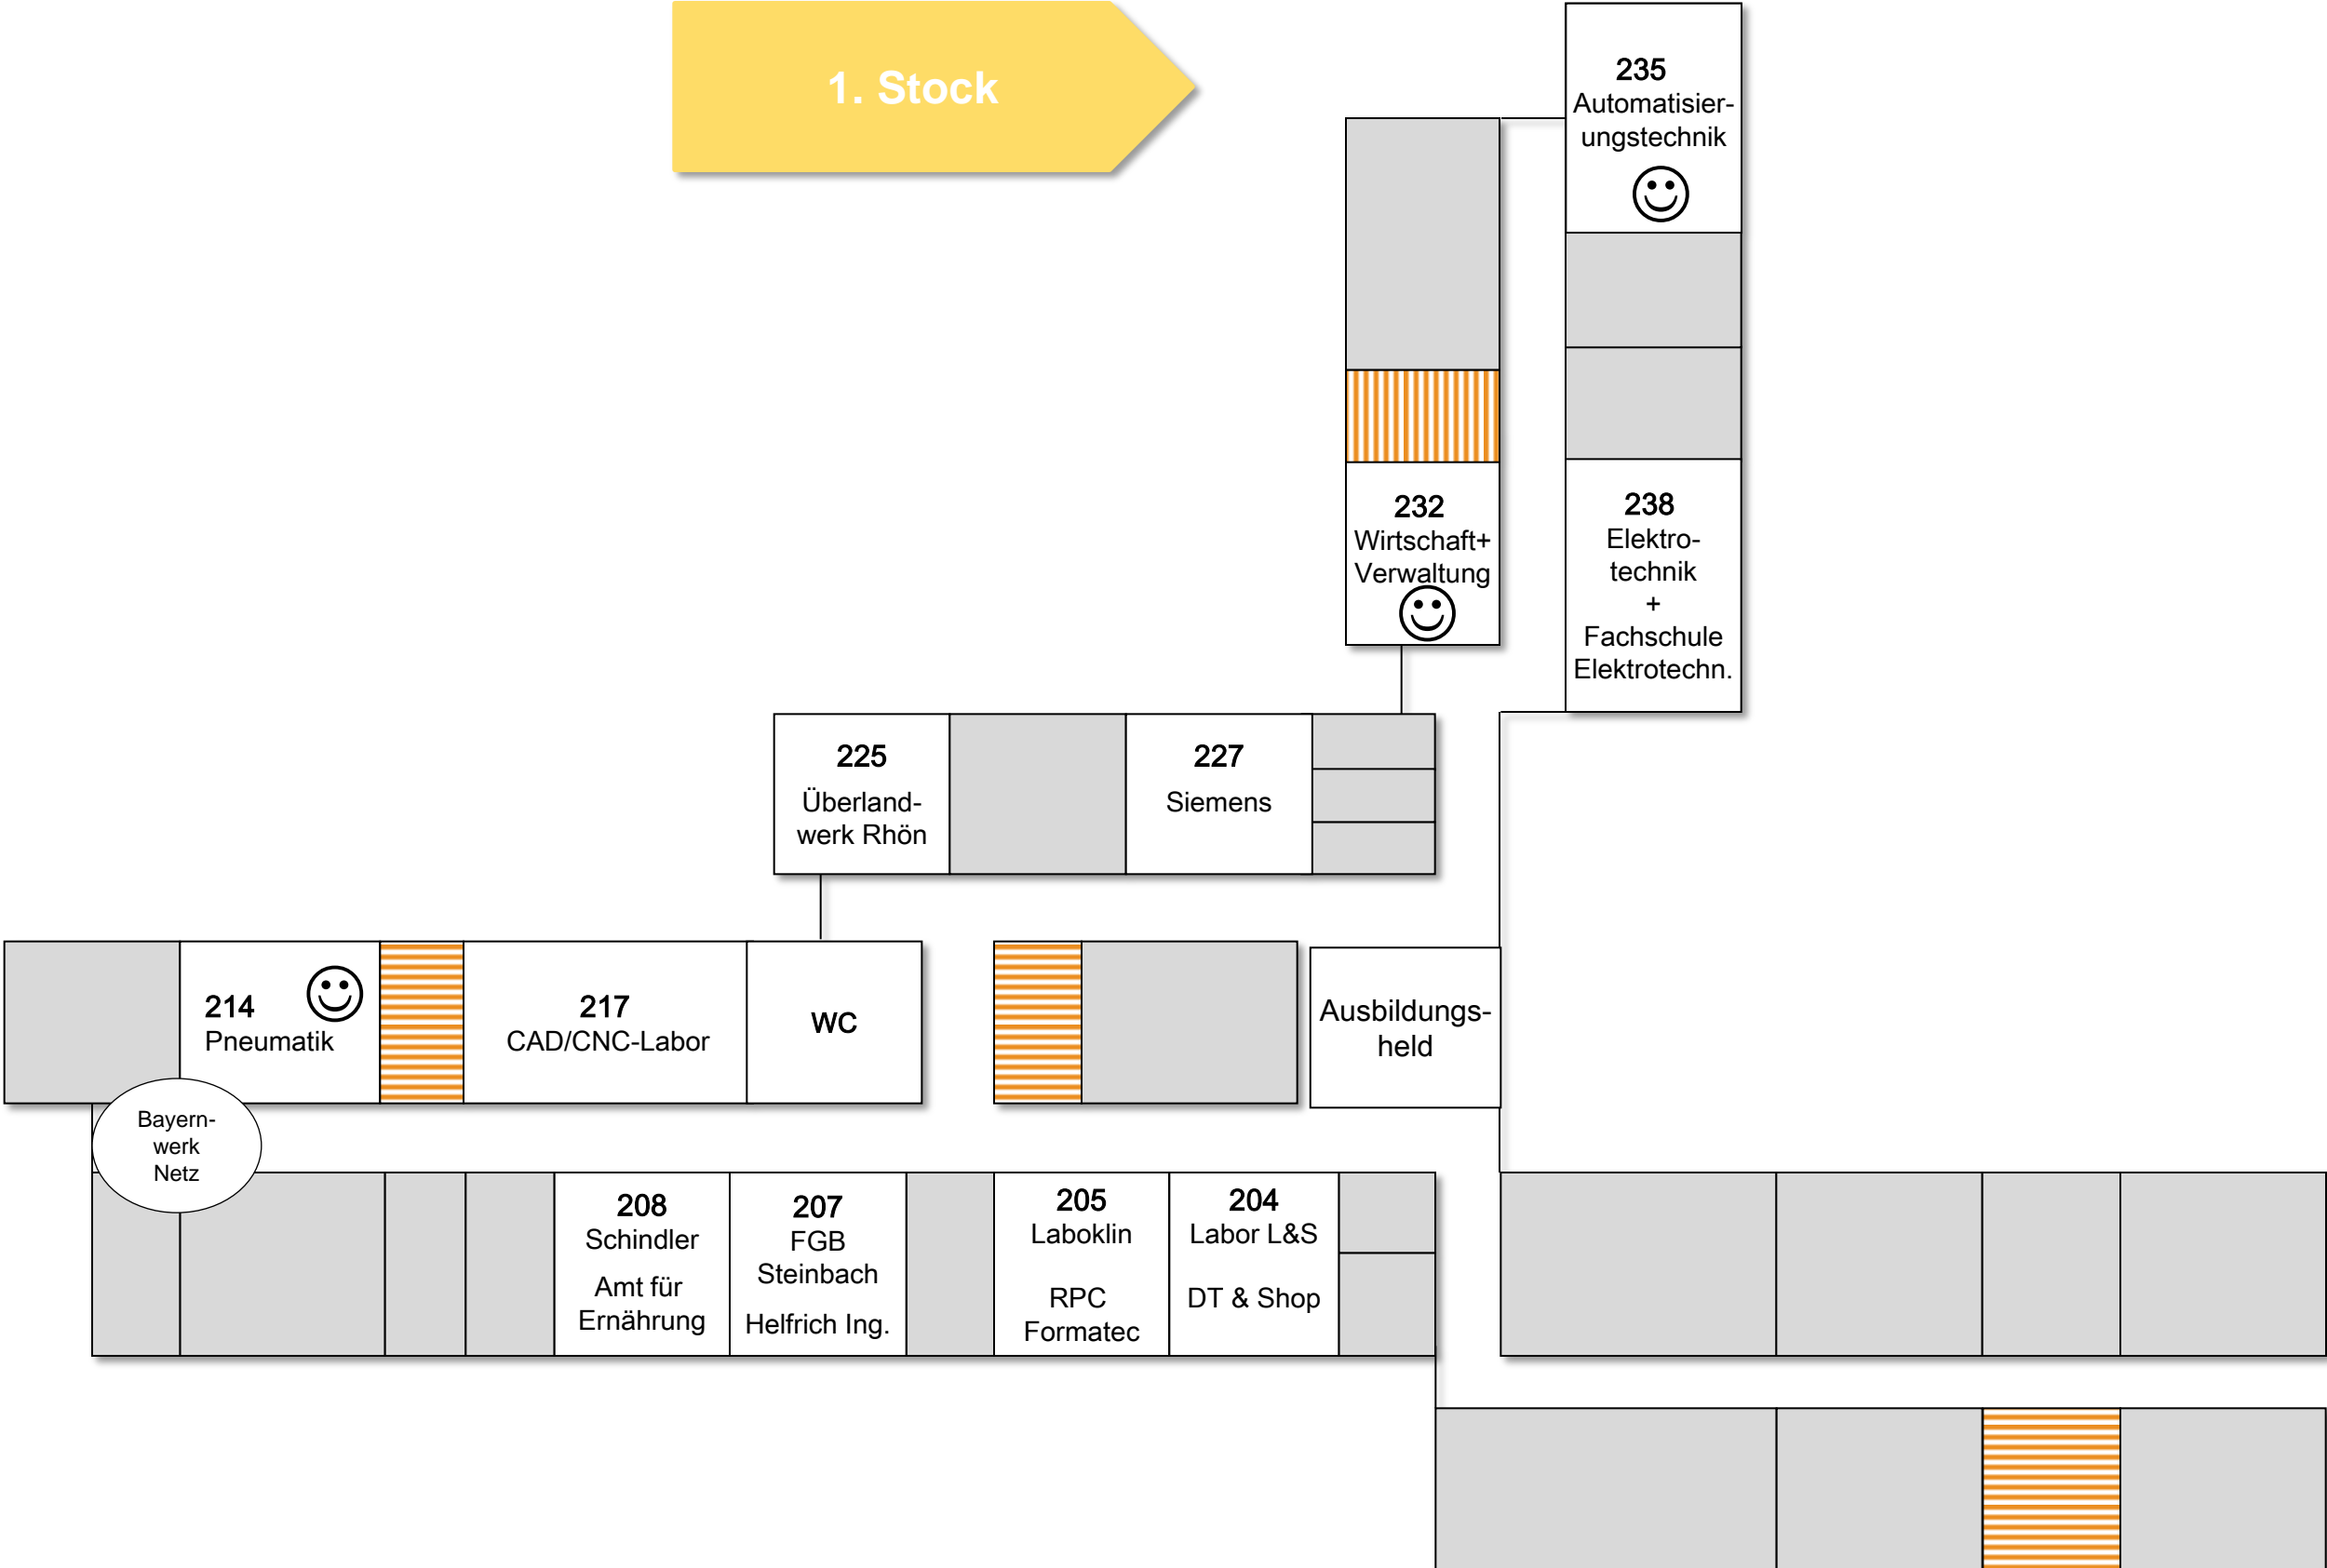 1. Stock
235
Automatisier-
ungstechnik
232
Wirtschaft+
Verwaltung
238
Elektro-
technik
+
Fachschule
Elektrotechn.
225
Überland-
werk Rhön
227
Siemens
214
Pneumatik
217
CAD/CNC-Labor
WC
Ausbildungs-
held
Bayern-
werk
Netz
208
Schindler
Amt für
Ernährung
207
FGB
Steinbach
Helfrich Ing.
205
Laboklin
RPC
Formatec
204
Labor L&S
DT & Shop